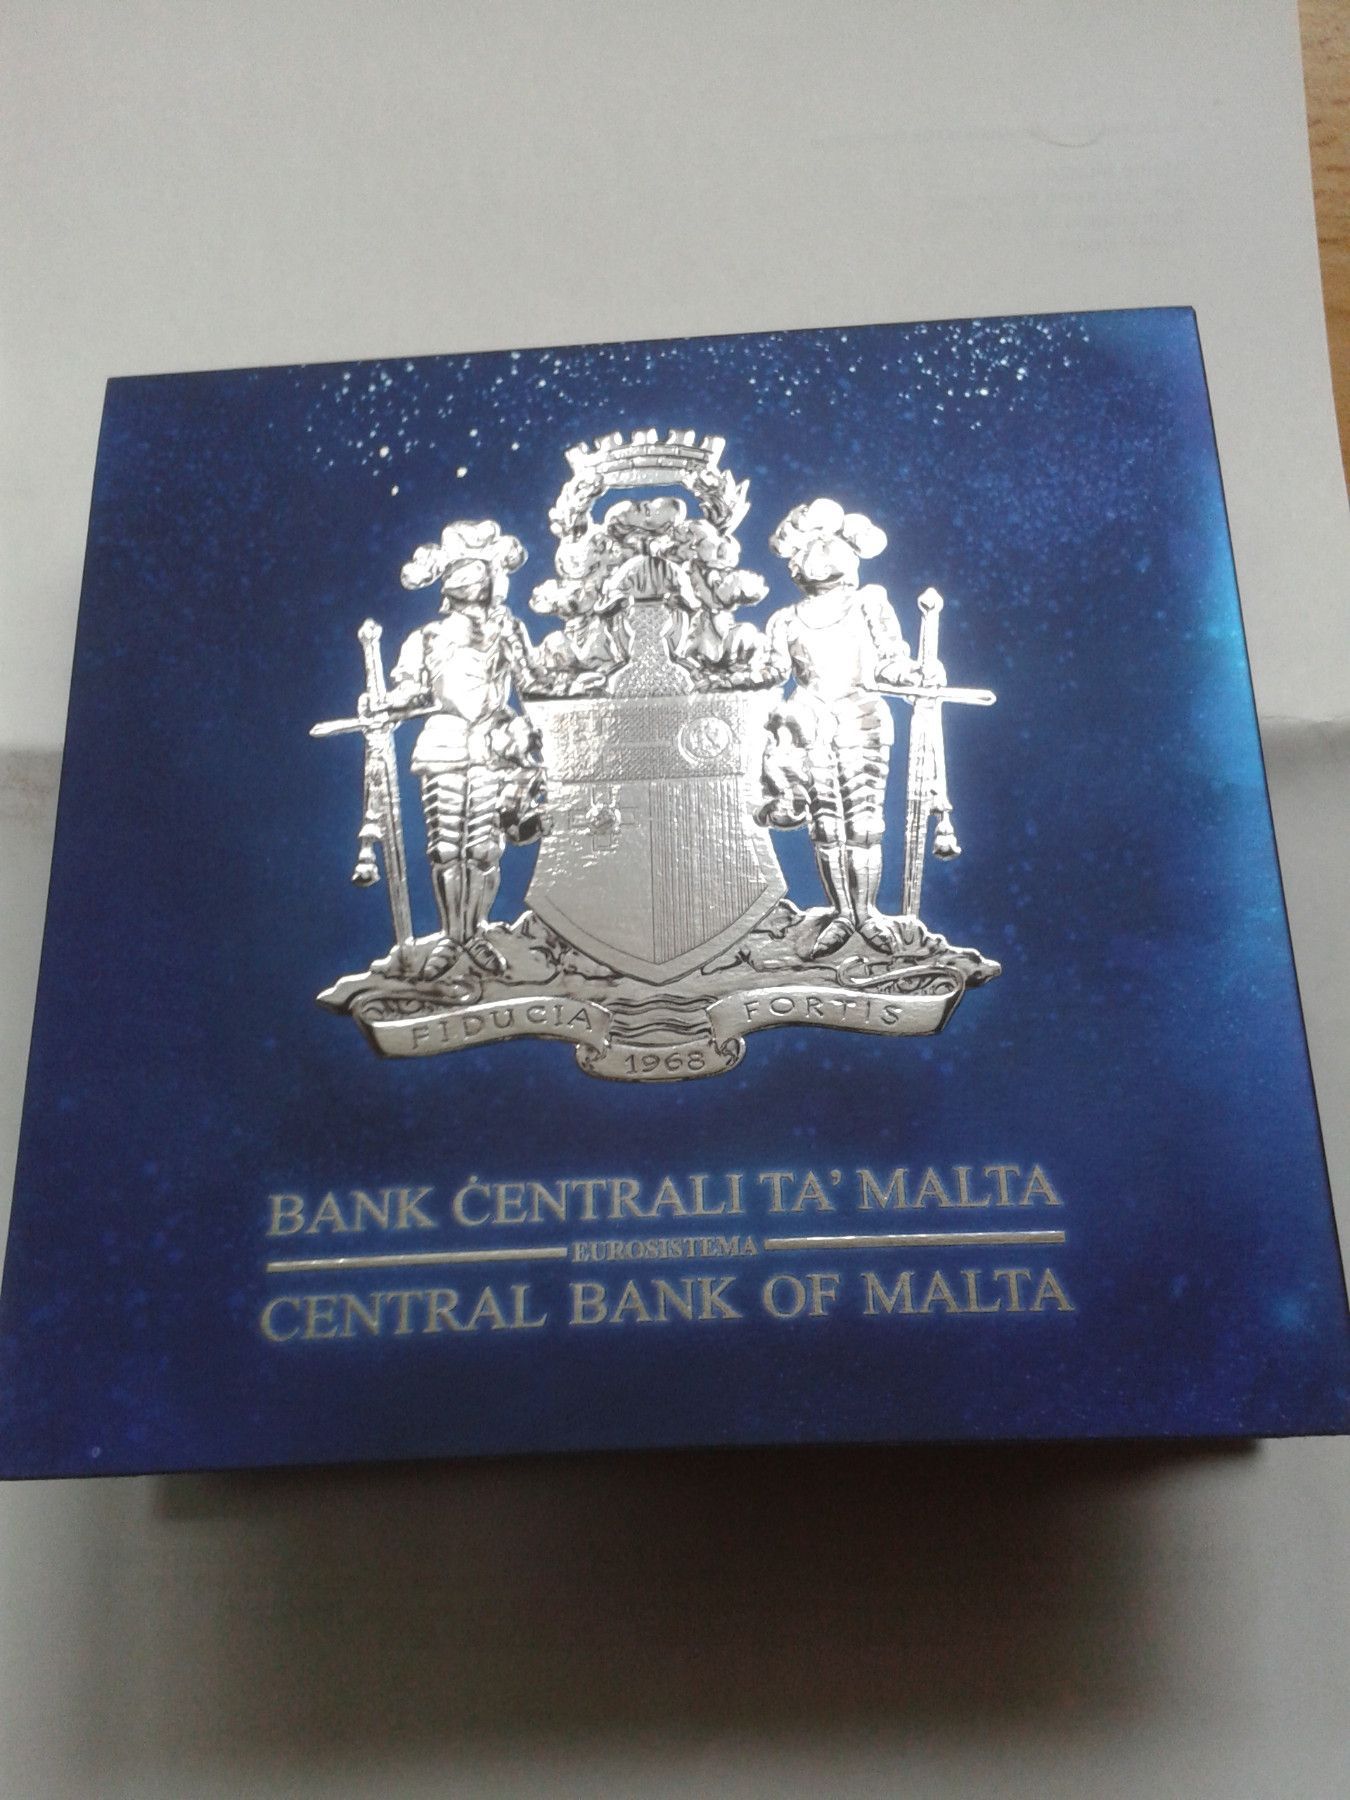 FIDUCIA FORTIS
1968
BANK ĊENTRALI TA' MALTA
EUROSISTEMA
CENTRAL BANK OF MALTA